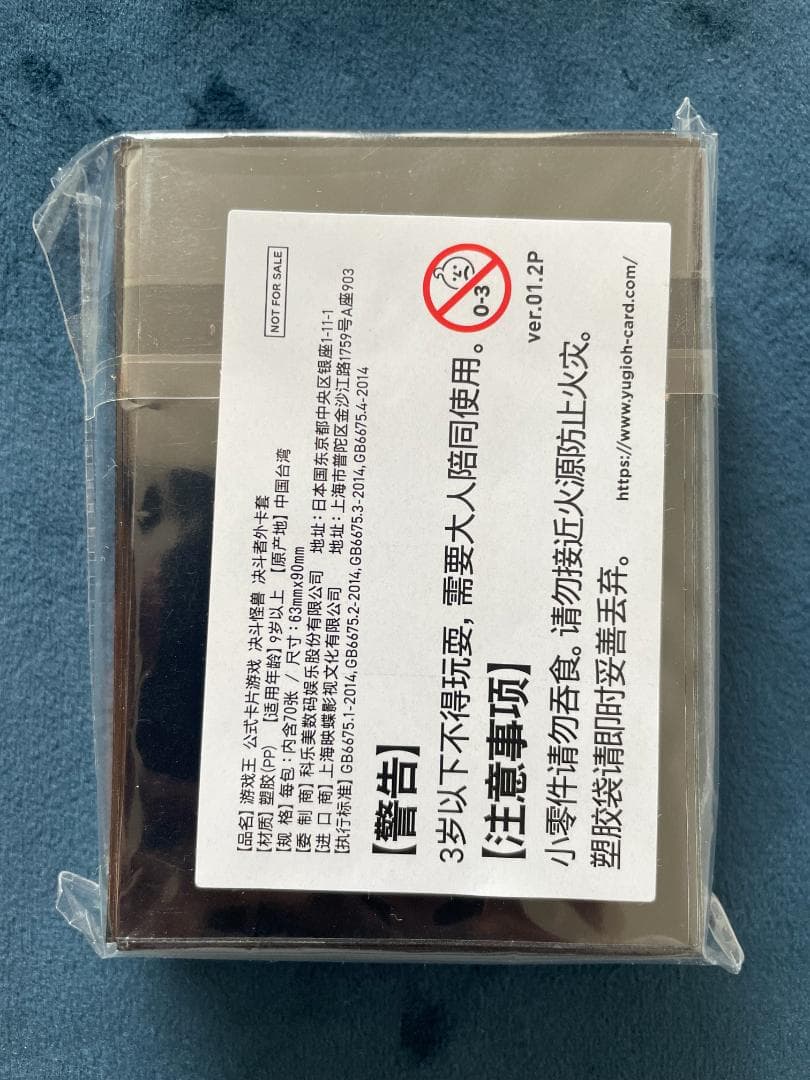 NOT FOR SALE
【品名】游戏王 公式卡片游戏 决斗怪兽 决斗者外卡套
【材质】塑胶(PP) 【适用年龄】9岁以上 【原产地】中国台湾
【规 格】每包:内含70张 / 尺寸:63mmx90mm
【委 制 商】科乐美数码娱乐股份有限公司 地址:日本国东京都中央区银座1-11-1
【进 口 商】上海映蝶影视文化有限公司 地址:上海市普陀区金沙江路1759号A座903
【执行标准】GB6675.1-2014,GB6675.2-2014,GB6675.3-2014,GB6675.4-2014
【警告】
3岁以下不得玩耍,需要大人陪同使用。
0-3
【注意事项】
ver.01.2P
小零件请勿吞食。请勿接近火源防止火灾。
塑胶袋请即时妥善丢弃。
https://www.yugioh-card.com/